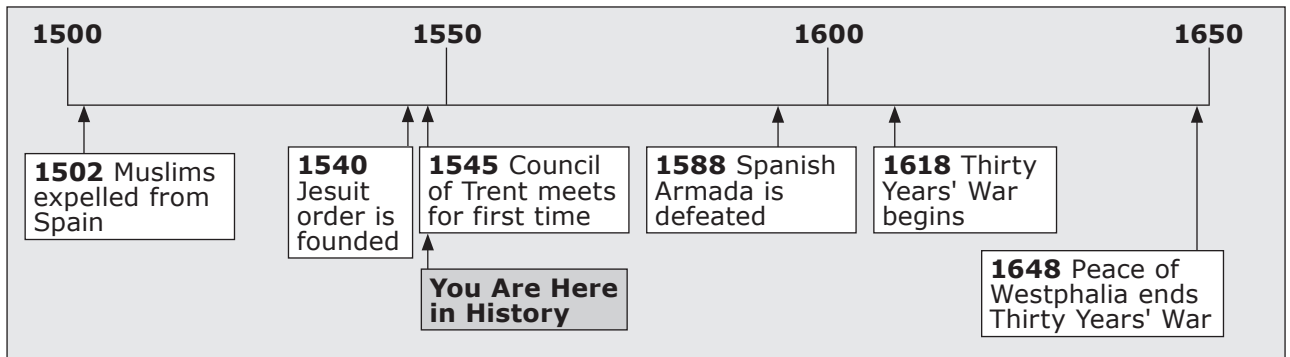 1500 1550 1600 1650
1502 Muslims
expelled from
Spain
1540
Jesuit
order is
founded
1545 Council
of Trent meets
for first time
You Are Here
in History
1588 Spanish
Armada is
defeated
1618 Thirty
Years' War
begins
1648 Peace of
Westphalia ends
Thirty Years' War